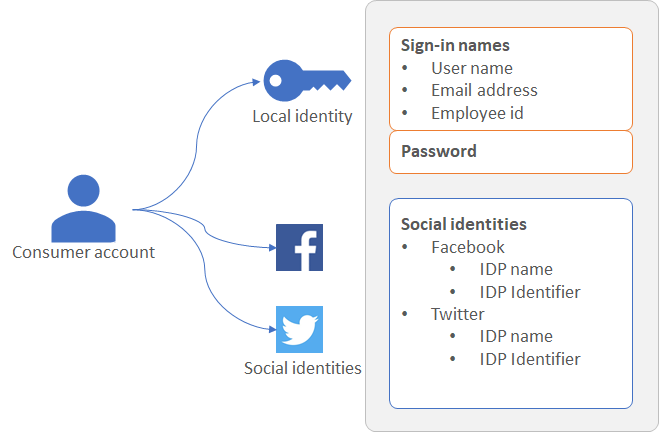 Local identity
Consumer account
Social identities
Sign-in names
• User name
• Email address
• Employee id
Password
Social identities
• Facebook
• IDP name
• IDP Identifier
• Twitter
• IDP name
• IDP Identifier